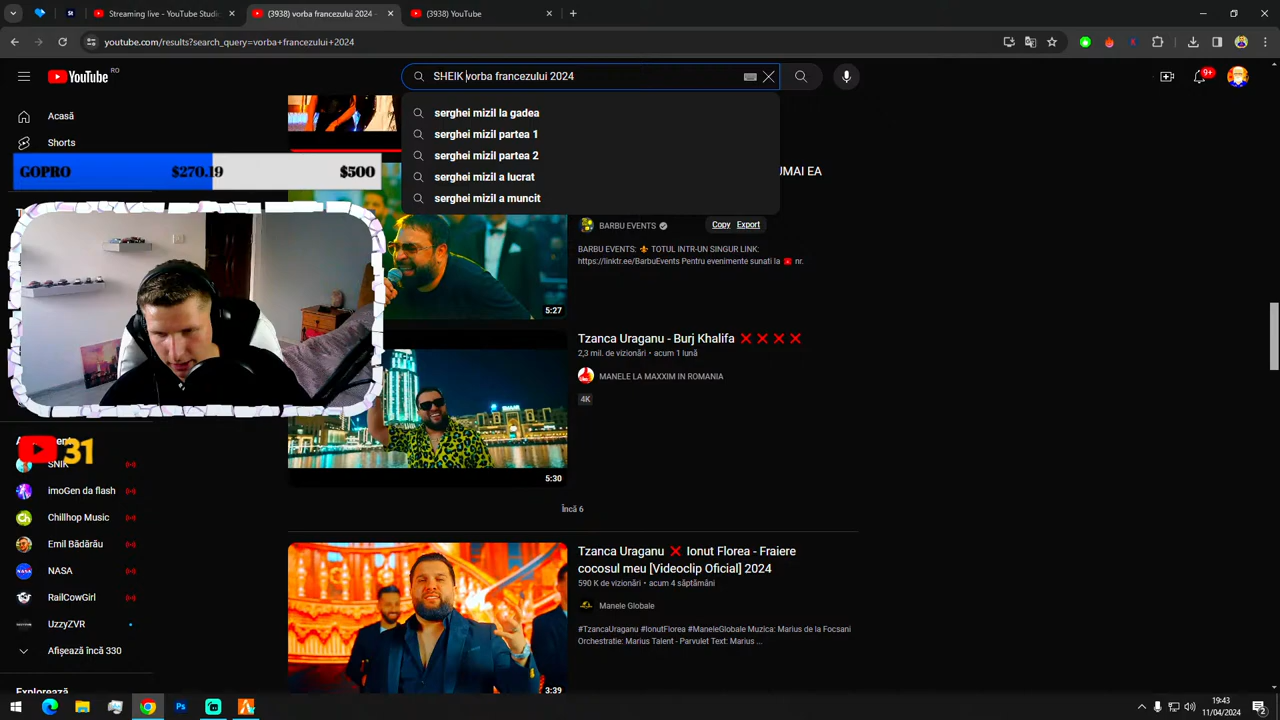 Streaming live - YouTube Studi
(3938) vorba francezului 2024
(3938) YouTube
youtube.com/results?search_query=vorba+francezului+2024
YouTube RO
SHEIK vorba francezului 2024
9+
serghei mizil la gadea
serghei mizil partea 1
serghei mizil partea 2
serghei mizil a lucrat
serghei mizil a muncit
Acasă
Shorts
GOPRO $270.19 $500
UMAI EA
BARBU EVENTS
Copy Export
BARBU EVENTS: ⚜ TOTUL INTR-UN SINGUR LINK:
https://linktr.ee/BarbuEvents Pentru evenimente sunati la ☎ nr.
5:27
Tzanca Uraganu - Burj Khalifa ❌ ❌ ❌ ❌
2,3 mil. de vizionări • acum 1 lună
MANELE LA MAXXIM IN ROMANIA
4K
5:30
31
SNIK
imoGen da flash
Chillhop Music
Emil Bădărău
NASA
RailCowGirl
UzzyZVR
Afișează încă 330
Explorează
Încă 6
Tzanca Uraganu ❌ Ionut Florea - Fraiere
cocosul meu [Videoclip Oficial] 2024
590 K de vizionări • acum 4 săptămâni
Manele Globale
#TzancaUraganu #IonutFlorea #ManeleGlobale Muzica: Marius de la Focsani
Orchestratie: Marius Talent - Parvulet Text: Marius ...
3:39
19:43
11/04/2024
2